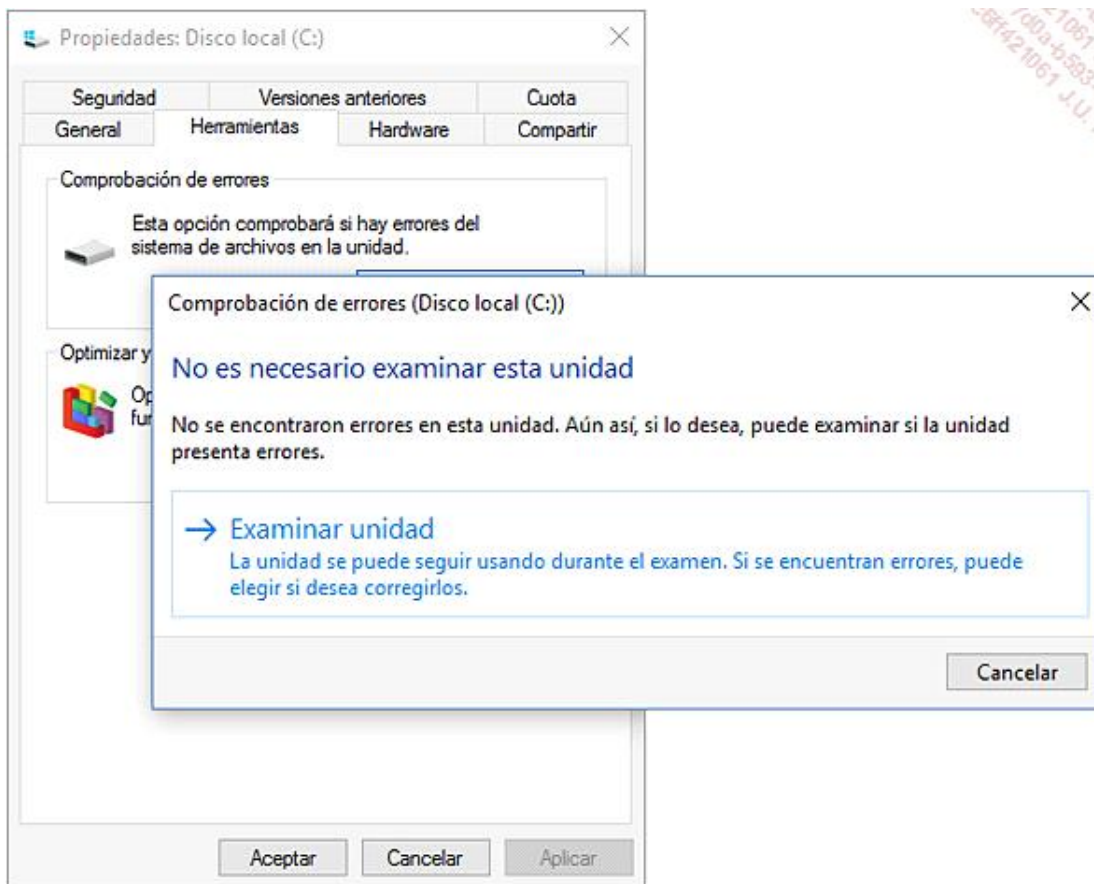 Propiedades: Disco local (C:)
Seguridad Versiones anteriores Cuota
General Herramientas Hardware Compartir
Comprobación de errores
Esta opción comprobará si hay errores del
sistema de archivos en la unidad.
Comprobación de errores (Disco local (C:))
No es necesario examinar esta unidad
No se encontraron errores en esta unidad. Aún así, si lo desea, puede examinar si la unidad
presenta errores.
Examinar unidad
La unidad se puede seguir usando durante el examen. Si se encuentran errores, puede
elegir si desea corregirlos.
Cancelar
Optimizar y
Op
fur
Aceptar Cancelar Aplicar